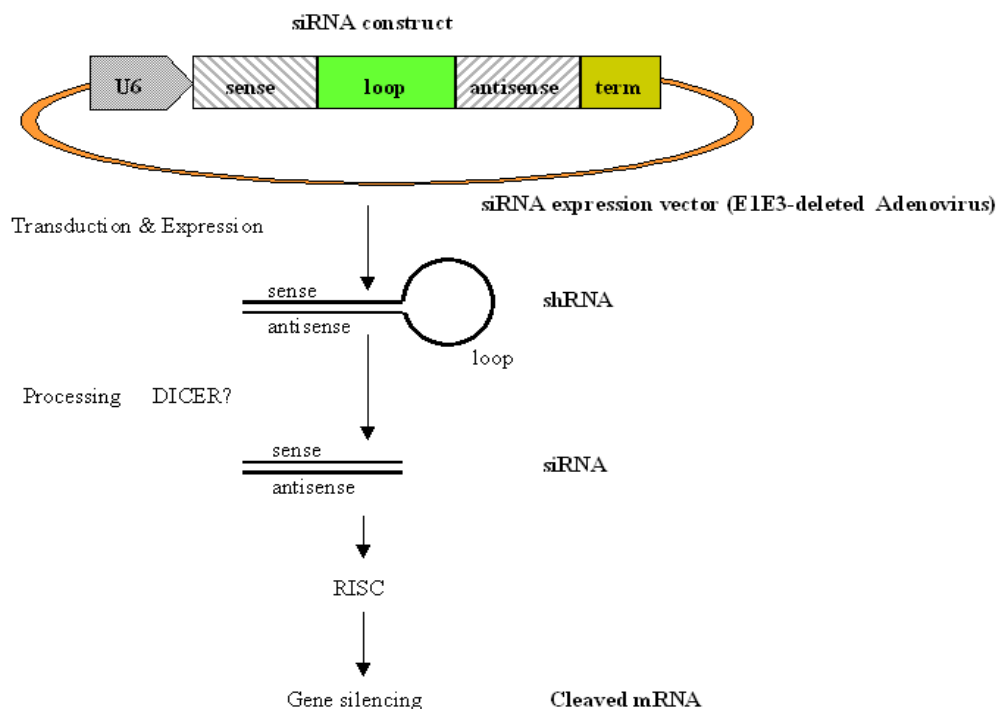 siRNA construct
U6 sense loop antisense term
siRNA expression vector (E1E3-deleted Adenovirus)
Transduction & Expression
sense
shRNA
antisense
loop
Processing DICER?
sense
siRNA
antisense
RISC
Gene silencing Cleaved mRNA